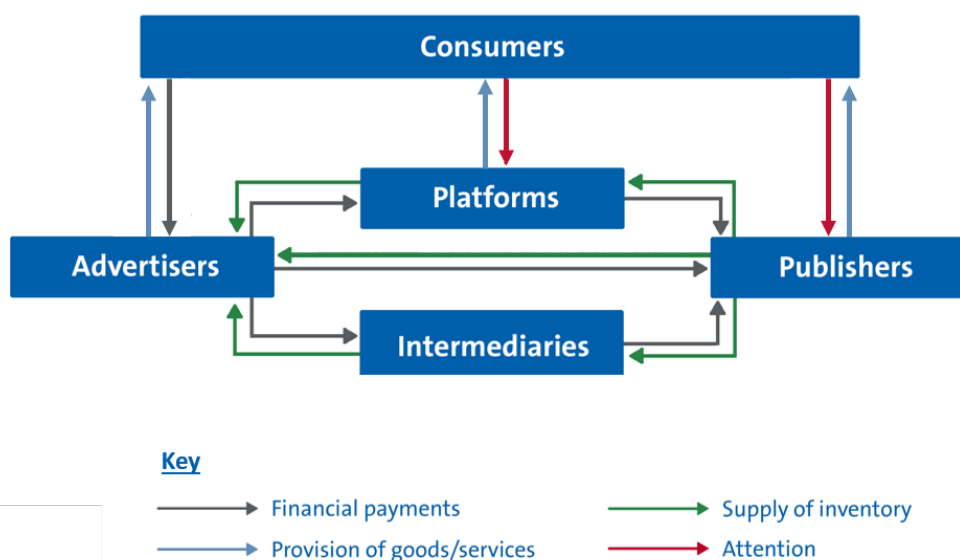 Consumers
Platforms
Advertisers
Publishers
Intermediaries
Key
Financial payments
Supply of inventory
Provision of goods/services
Attention